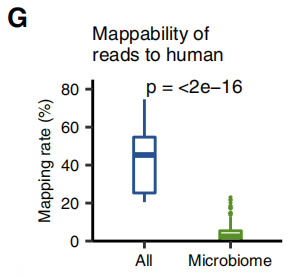 G
Mappability of
reads to human
p = <2e−16
Mapping rate (%)
80
60
40
20
0
All
Microbiome